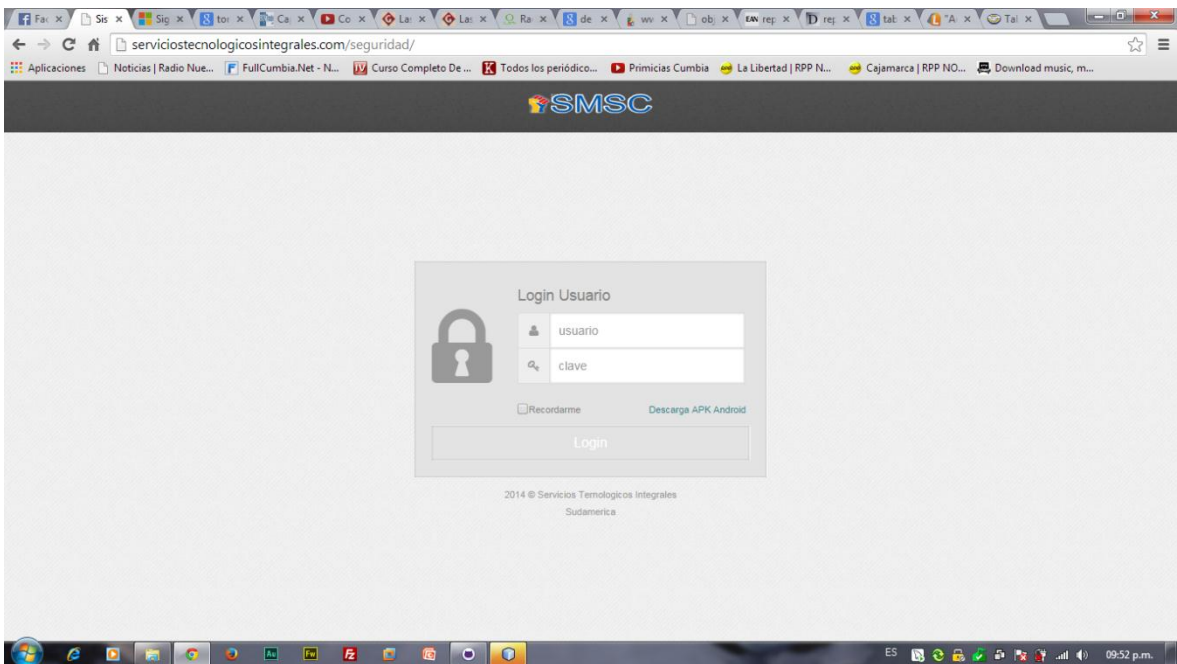 Fac Sis Sig tor Ca Co La: Las Ra de wv obj EAN rep D rep tab "A Tal
serviciostecnologicosintegrales.com/seguridad/
Aplicaciones Noticias | Radio Nue... FullCumbia.Net - N... Curso Completo De ... Todos los periódico... Primicias Cumbia La Libertad | RPP N... Cajamarca | RPP NO... Download music, m...
SMSC
Login Usuario
usuario
clave
Recordarme Descarga APK Android
Login
2014 © Servicios Ternologicos Integrales
Sudamerica
ES 09:52 p.m.